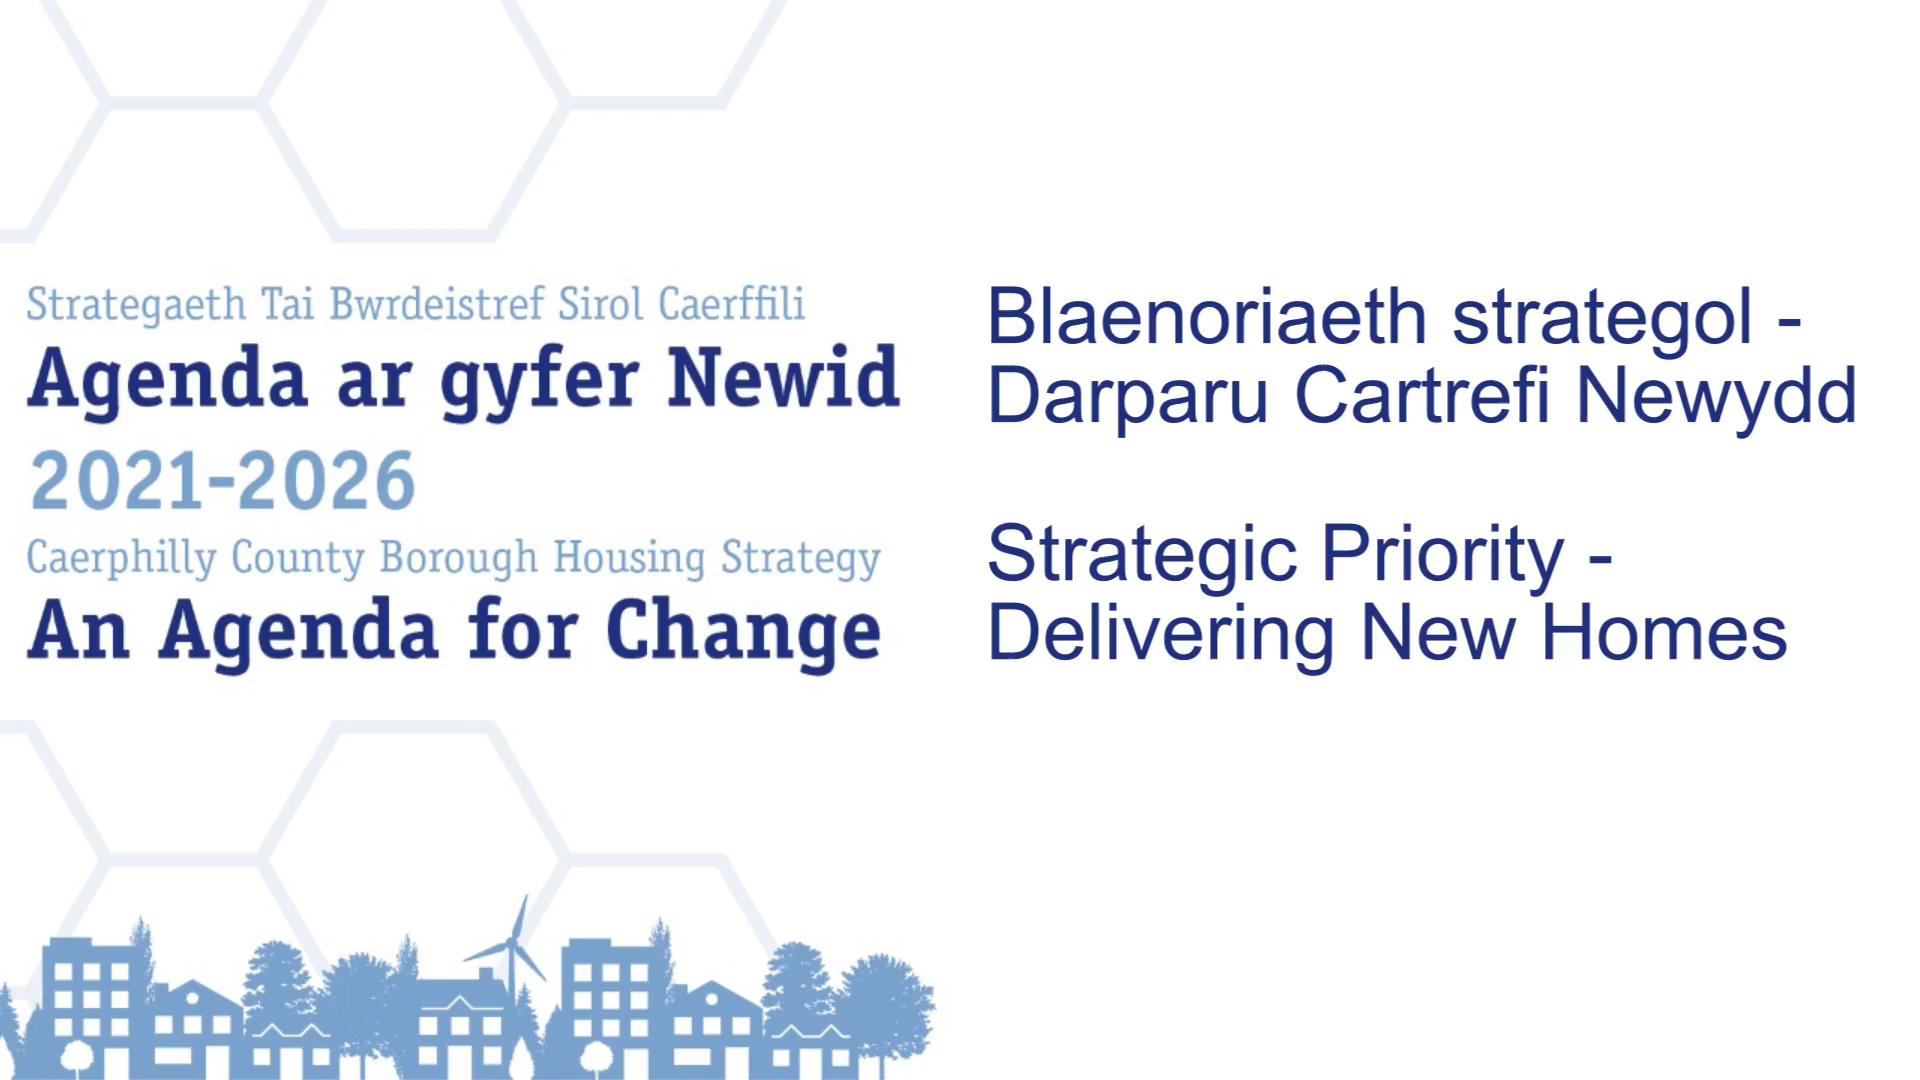 Strategaeth Tai Bwrdeistref Sirol Caerffili
Agenda ar gyfer Newid
2021-2026
Caerphilly County Borough Housing Strategy
An Agenda for Change
Blaenoriaeth strategol -
Darparu Cartrefi Newydd
Strategic Priority -
Delivering New Homes